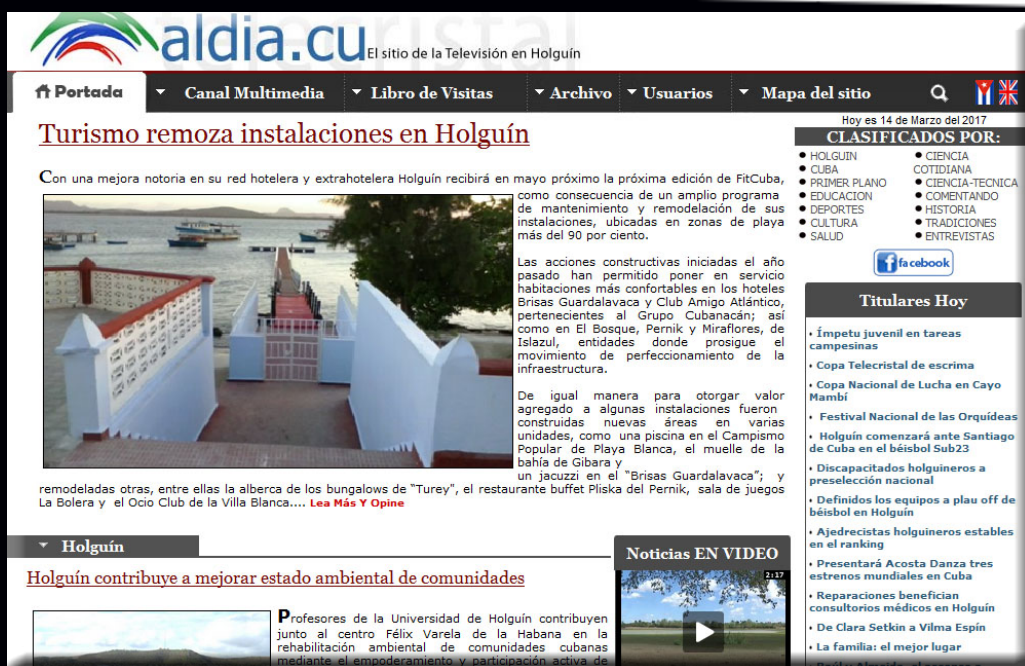 aldia.cu
El sitio de la Televisión en Holguín
telecristal
Portada
Canal Multimedia
Libro de Visitas
Archivo
Usuarios
Mapa del sitio
Turismo remoza instalaciones en Holguín
Con una mejora notoria en su red hotelera y extrahotelera Holguín recibirá en mayo próximo la próxima edición de FitCuba,
como consecuencia de un amplio programa
de mantenimiento y remodelación de sus
instalaciones, ubicadas en zonas de playa
más del 90 por ciento.
Las acciones constructivas iniciadas el año
pasado han permitido poner en servicio
habitaciones más confortables en los hoteles
Brisas Guardalavaca y Club Amigo Atlántico,
pertenecientes al Grupo Cubanacán; así
como en El Bosque, Pernik y Miraflores, de
Islazul, entidades donde prosigue el
movimiento de perfeccionamiento de la
infraestructura.
De igual manera para otorgar valor
agregado a algunas instalaciones fueron
construidas nuevas áreas en varias
unidades, como una piscina en el Campismo
Popular de Playa Blanca, el muelle de la
bahía de Gibara y
un jacuzzi en el "Brisas Guardalavaca"; y
remodeladas otras, entre ellas la alberca de los bungalows de "Turey", el restaurante buffet Pliska del Pernik, sala de juegos
La Bolera y el Ocio Club de la Villa Blanca.... Lea Más Y Opine
Holguín
Holguín contribuye a mejorar estado ambiental de comunidades
Profesores de la Universidad de Holguín contribuyen
junto al centro Félix Varela de la Habana en la
rehabilitación ambiental de comunidades cubanas
mediante el empoderamiento y participación activa de
Noticias EN VIDEO
2:17
Hoy es 14 de Marzo del 2017
CLASIFICADOS POR:
HOLGUIN
CUBA
PRIMER PLANO
EDUCACION
DEPORTES
CULTURA
SALUD
CIENCIA
COTIDIANA
CIENCIA-TECNICA
COMENTANDO
HISTORIA
TRADICIONES
ENTREVISTAS
facebook
Titulares Hoy
Ímpetu juvenil en tareas
campesinas
Copa Telecristal de escrima
Copa Nacional de Lucha en Cayo
Mambí
Festival Nacional de las Orquídeas
Holguín comenzará ante Santiago
de Cuba en el béisbol Sub23
Discapacitados holguineros a
preselección nacional
Definidos los equipos a plau off de
béisbol en Holguín
Ajedrecistas holguineros estables
en el ranking
Presentará Acosta Danza tres
estrenos mundiales en Cuba
Reparaciones benefician
consultorios médicos en Holguín
De Clara Setkin a Vilma Espín
La familia: el mejor lugar